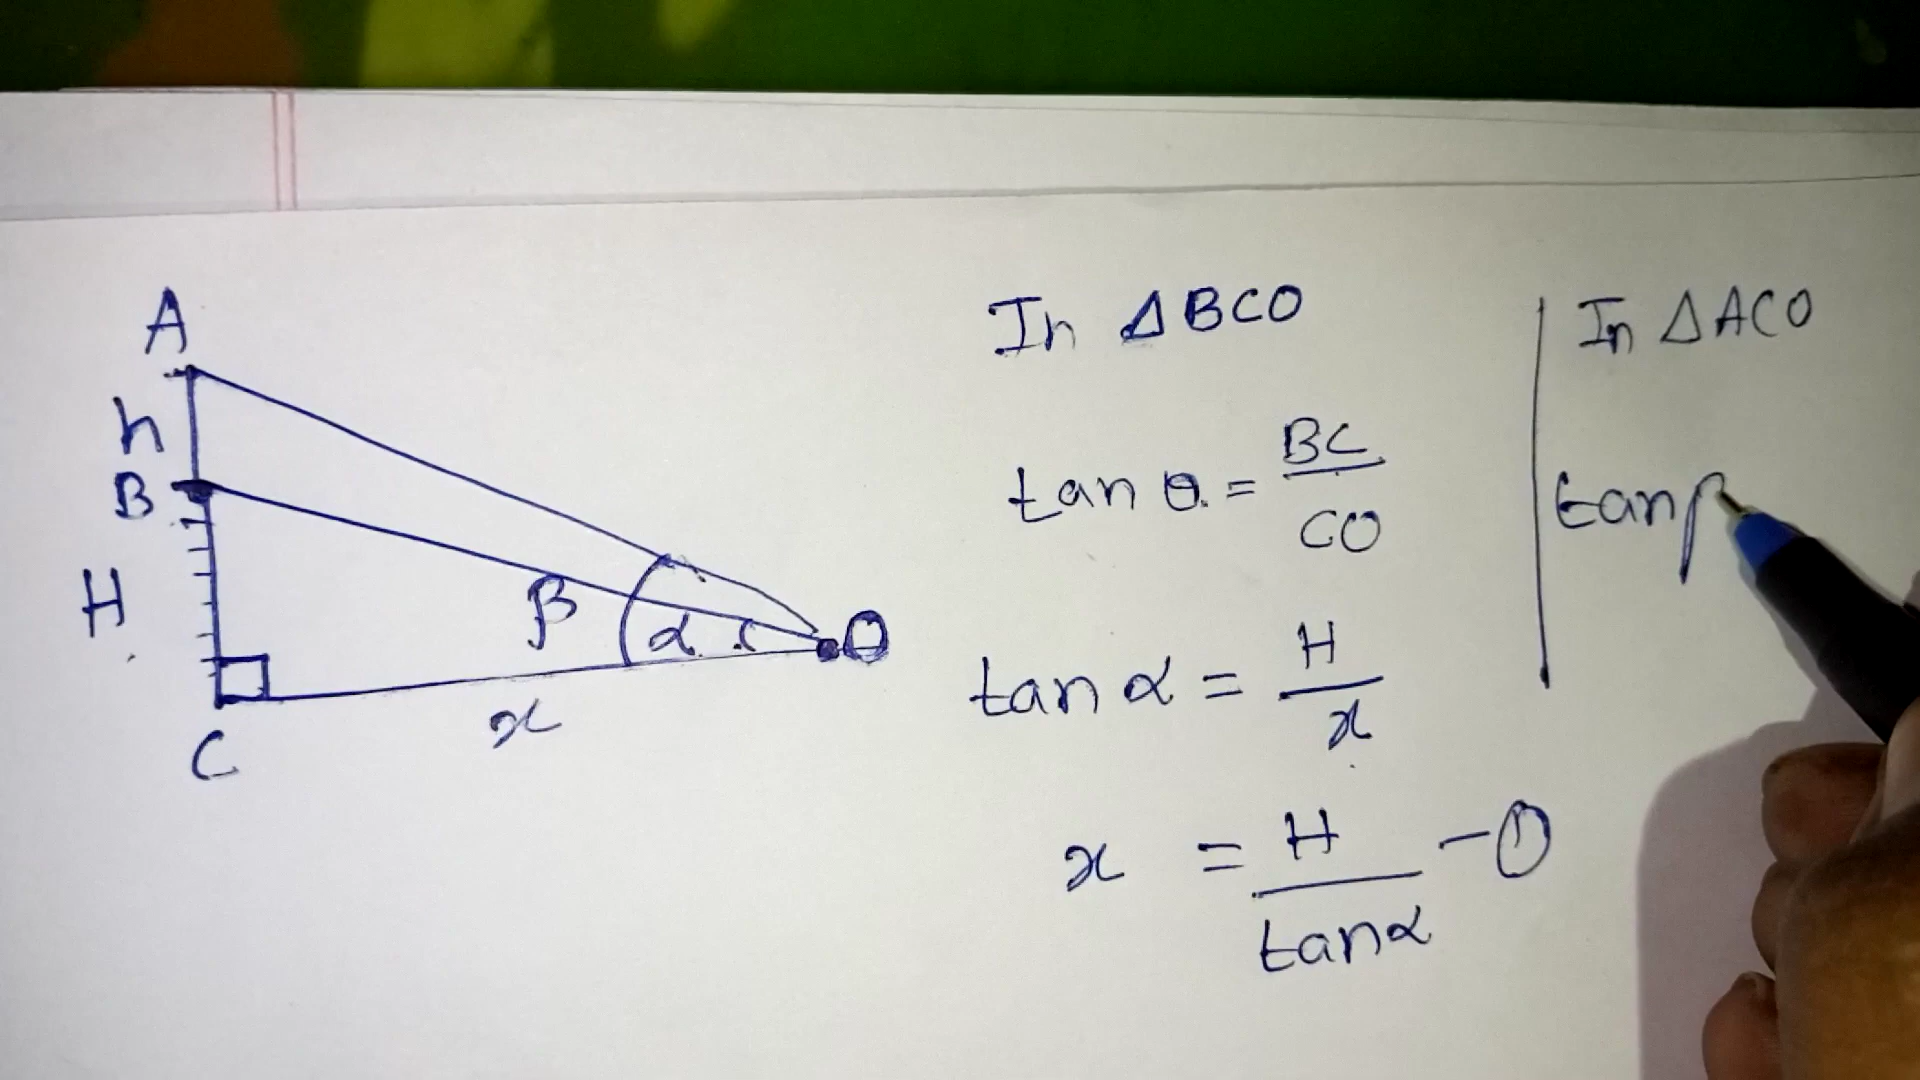 A
h
B
H
C
x
β
α
O
In ΔBCO
tan θ = BC/CO
tan α = H/x
x = H/tanα -①
In ΔACO
tanβ